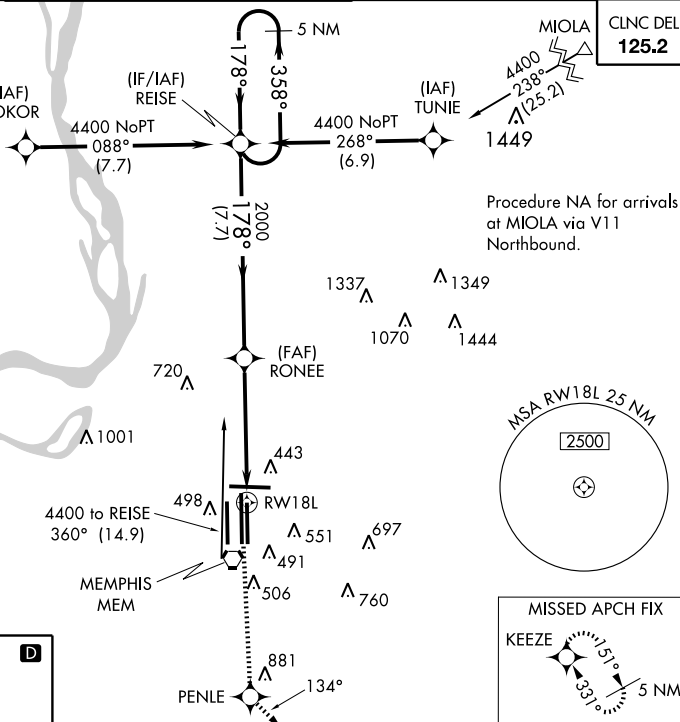 5 NM
178°
358°
MIOLA
CLNC DEL
125.2
(IF/IAF)
REISE
(IAF)
TUNIE
4400
238°
(25.2)
1449
4400 NoPT
088°
(7.7)
4400 NoPT
268°
(6.9)
Procedure NA for arrivals
at MIOLA via V11
Northbound.
2000
178°
(7.7)
1337
1349
1070
1444
(FAF)
RONEE
720
1001
443
MSA RW18L 25 NM
2500
498
RW18L
4400 to REISE
360° (14.9)
551
697
491
MEMPHIS
MEM
506
760
MISSED APCH FIX
KEEZE
151°
331°
5 NM
D
881
PENLE
134°